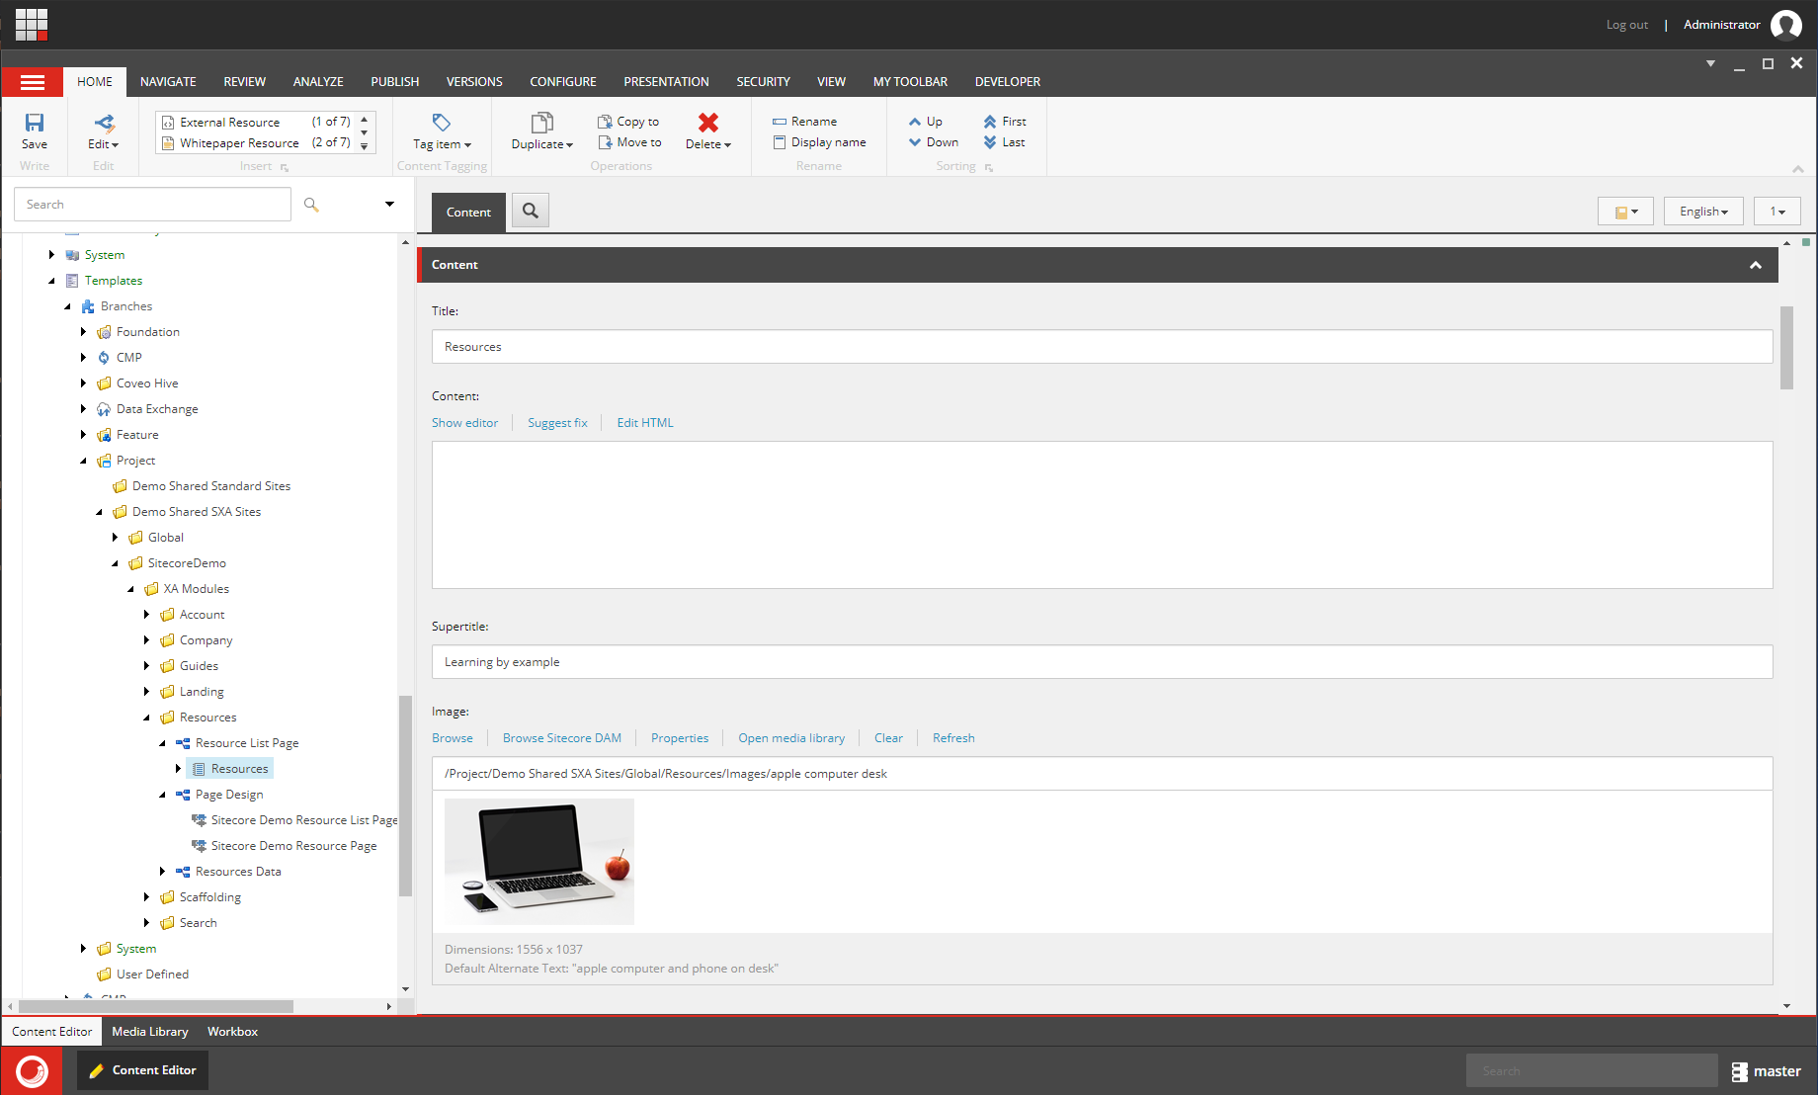 Log out | Administrator
HOME NAVIGATE REVIEW ANALYZE PUBLISH VERSIONS CONFIGURE PRESENTATION SECURITY VIEW MY TOOLBAR DEVELOPER
Save
Write
Edit
Edit
External Resource (1 of 7)
Whitepaper Resource (2 of 7)
Insert
Tag item
Content Tagging
Duplicate
Copy to
Move to
Delete
Operations
Rename
Display name
Rename
Up
Down
First
Last
Sorting
Search
System
Templates
Branches
Foundation
CMP
Coveo Hive
Data Exchange
Feature
Project
Demo Shared Standard Sites
Demo Shared SXA Sites
Global
SitecoreDemo
XA Modules
Account
Company
Guides
Landing
Resources
Resource List Page
Resources
Page Design
Sitecore Demo Resource List Page
Sitecore Demo Resource Page
Resources Data
Scaffolding
Search
System
User Defined
Content
English
1
Content
Title:
Resources
Content:
Show editor
Suggest fix
Edit HTML
Supertitle:
Learning by example
Image:
Browse
Browse Sitecore DAM
Properties
Open media library
Clear
Refresh
/Project/Demo Shared SXA Sites/Global/Resources/Images/apple computer desk
Dimensions: 1556 x 1037
Default Alternate Text: "apple computer and phone on desk"
Content Editor Media Library Workbox
Content Editor
Search
master